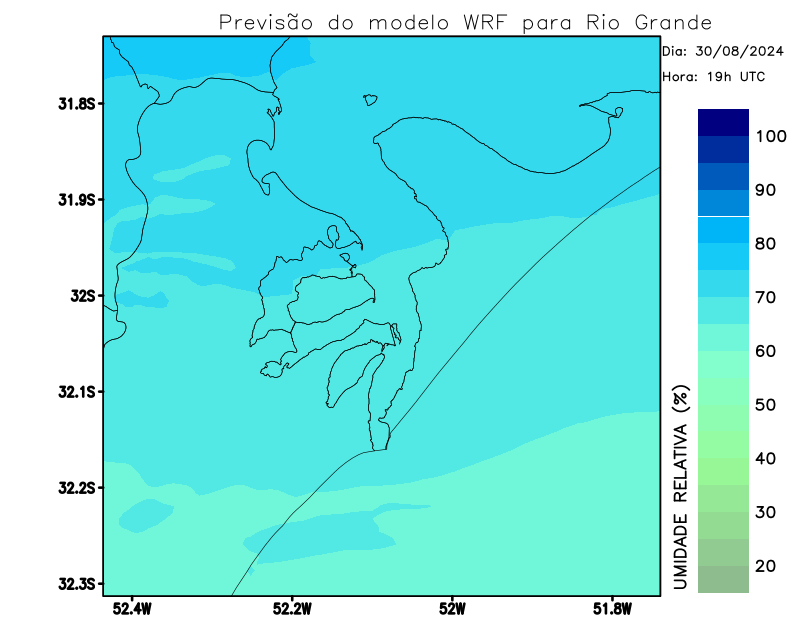 Previsão do modelo WRF para Rio Grande
Dia: 30/08/2024
Hora: 19h UTC
31.8S
31.9S
32S
32.1S
32.2S
32.3S
52.4W
52.2W
52W
51.8W
100
90
80
70
60
50
40
30
20
UMIDADE RELATIVA (%)